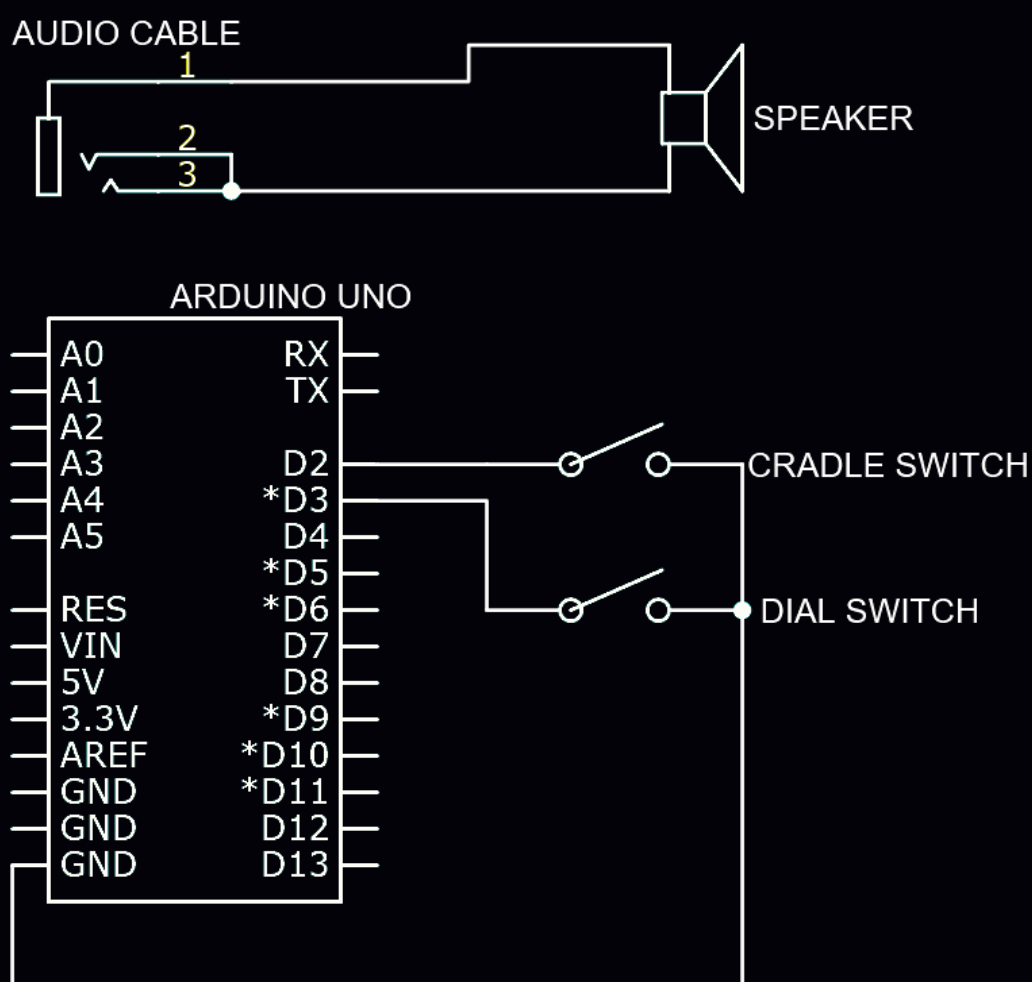 AUDIO CABLE
1
2
3
SPEAKER
ARDUINO UNO
A0 RX
A1 TX
A2
A3 D2
CRADLE SWITCH
A4 *D3
A5 D4
*D5
RES *D6
DIAL SWITCH
VIN D7
5V D8
3.3V *D9
AREF *D10
GND *D11
GND D12
GND D13